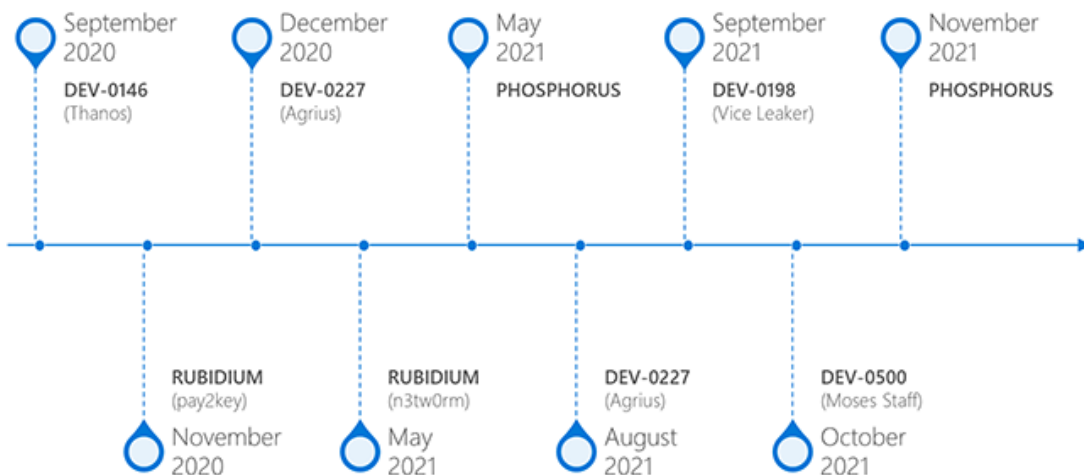 September
2020
DEV-0146
(Thanos)
December
2020
DEV-0227
(Agrius)
May
2021
PHOSPHORUS
September
2021
DEV-0198
(Vice Leaker)
November
2021
PHOSPHORUS
RUBIDIUM
(pay2key)
November
2020
RUBIDIUM
(n3tw0rm)
May
2021
DEV-0227
(Agrius)
August
2021
DEV-0500
(Moses Staff)
October
2021